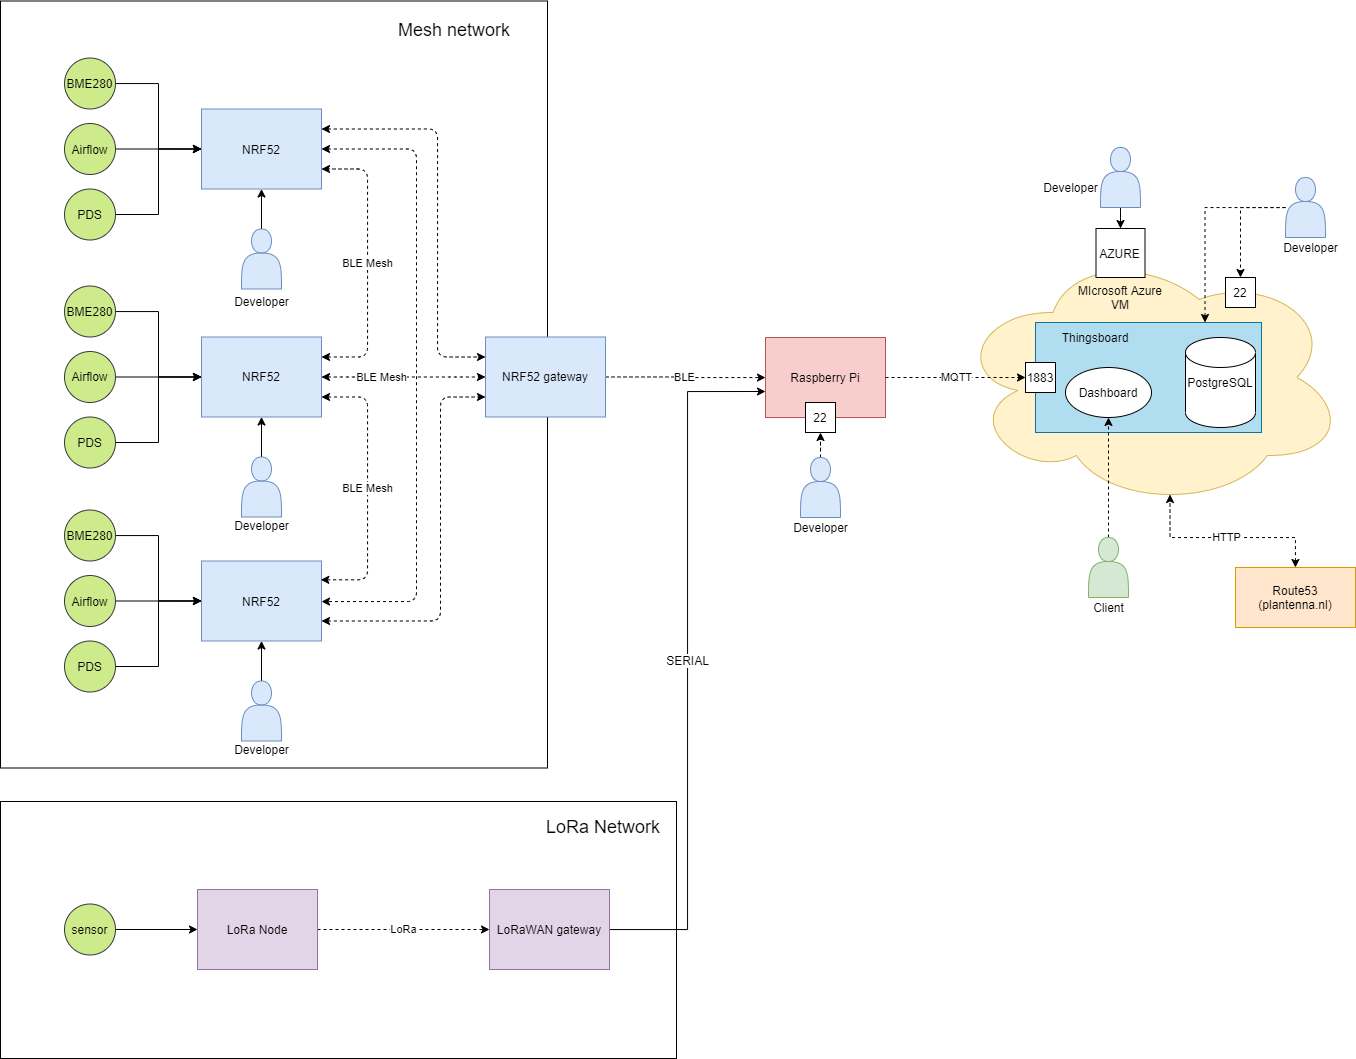 Mesh network
BME280
Airflow
PDS
NRF52
Developer
BLE Mesh
BME280
Airflow
PDS
NRF52
Developer
BLE Mesh
NRF52 gateway
BLE Mesh
BME280
Airflow
PDS
NRF52
Developer
BLE
Raspberry Pi
22
Developer
MQTT
Developer
AZURE
MIcrosoft Azure
VM
Developer
22
Thingsboard
1883
Dashboard
PostgreSQL
Client
HTTP
Route53
(plantenna.nl)
SERIAL
LoRa Network
sensor
LoRa Node
LoRa
LoRaWAN gateway